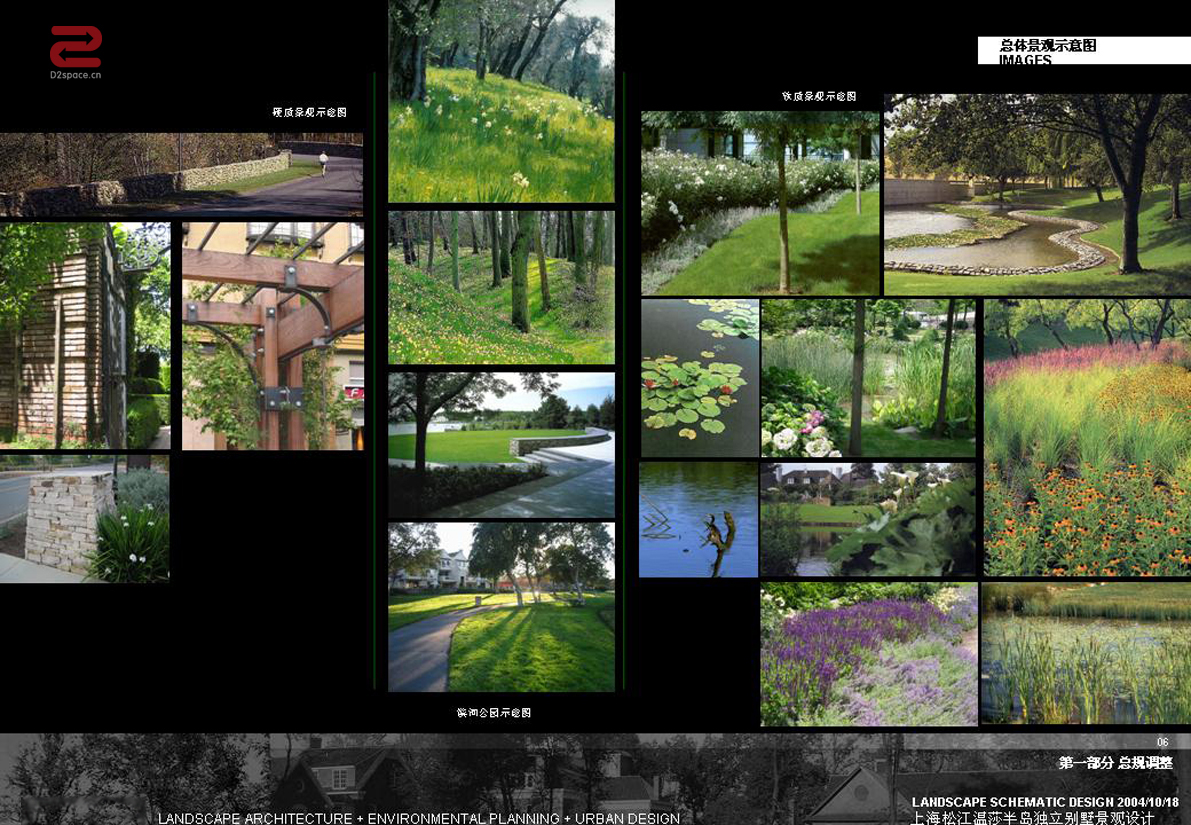 D2space.cn
总体景观示意图
IMAGES
硬质景观示意图
软质景观示意图
滨河公园示意图
06
第一部分 总规调整
LANDSCAPE SCHEMATIC DESIGN 2004/10/18
LANDSCAPE ARCHITECTURE + ENVIRONMENTAL PLANNING + URBAN DESIGN
上海松江温莎半岛独立别墅景观设计